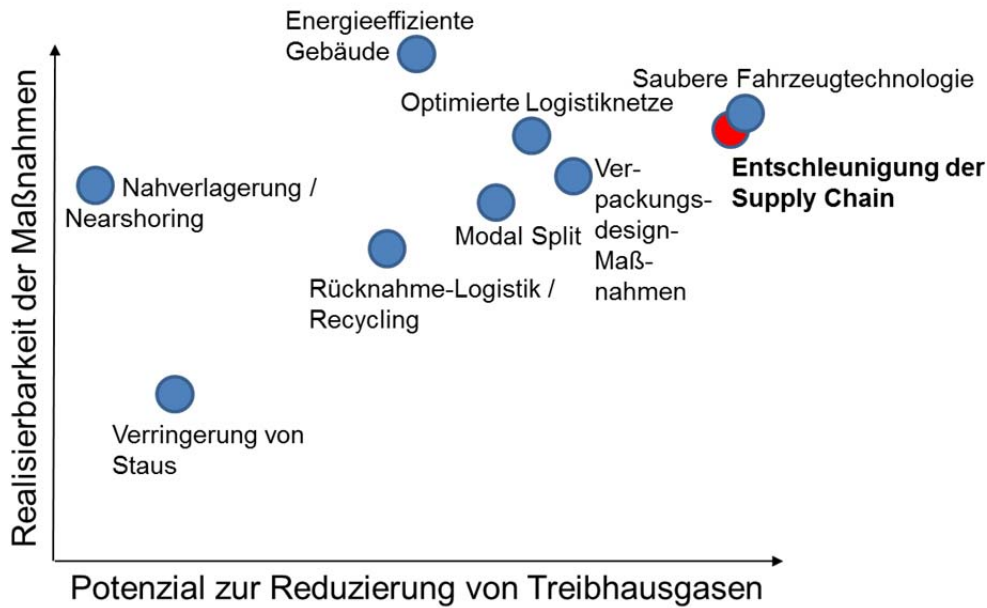 Energieeffiziente
Gebäude
Saubere Fahrzeugtechnologie
Optimierte Logistiknetze
Entschleunigung der
Supply Chain
Ver-
packungs-
design-
Maß-
nahmen
Nahverlagerung /
Nearshoring
Modal Split
Rücknahme-Logistik /
Recycling
Verringerung von
Staus
Realisierbarkeit der Maßnahmen
Potenzial zur Reduzierung von Treibhausgasen